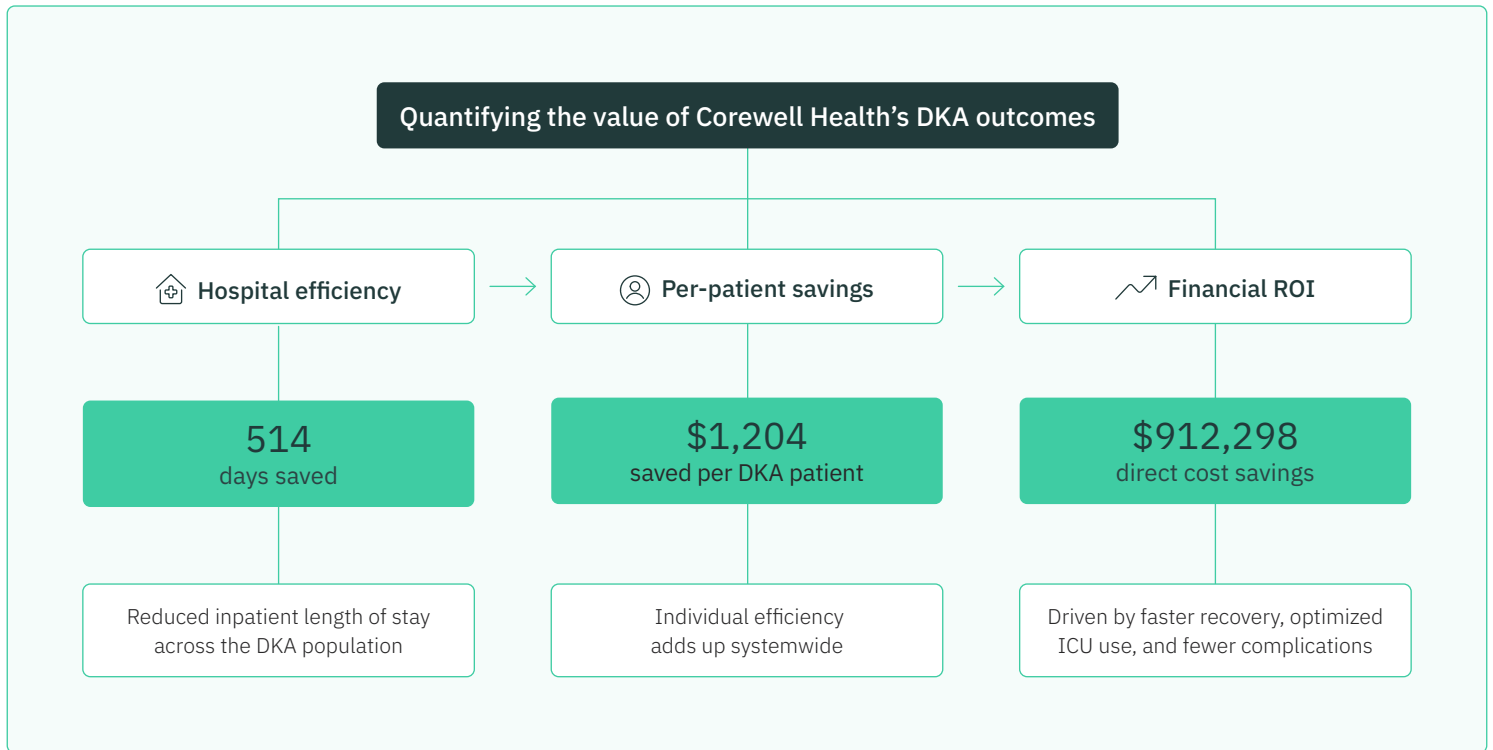 Quantifying the value of Corewell Health’s DKA outcomes
Hospital efficiency
Per-patient savings
Financial ROI
514
days saved
$1,204
saved per DKA patient
$912,298
direct cost savings
Reduced inpatient length of stay
across the DKA population
Individual efficiency
adds up systemwide
Driven by faster recovery, optimized
ICU use, and fewer complications